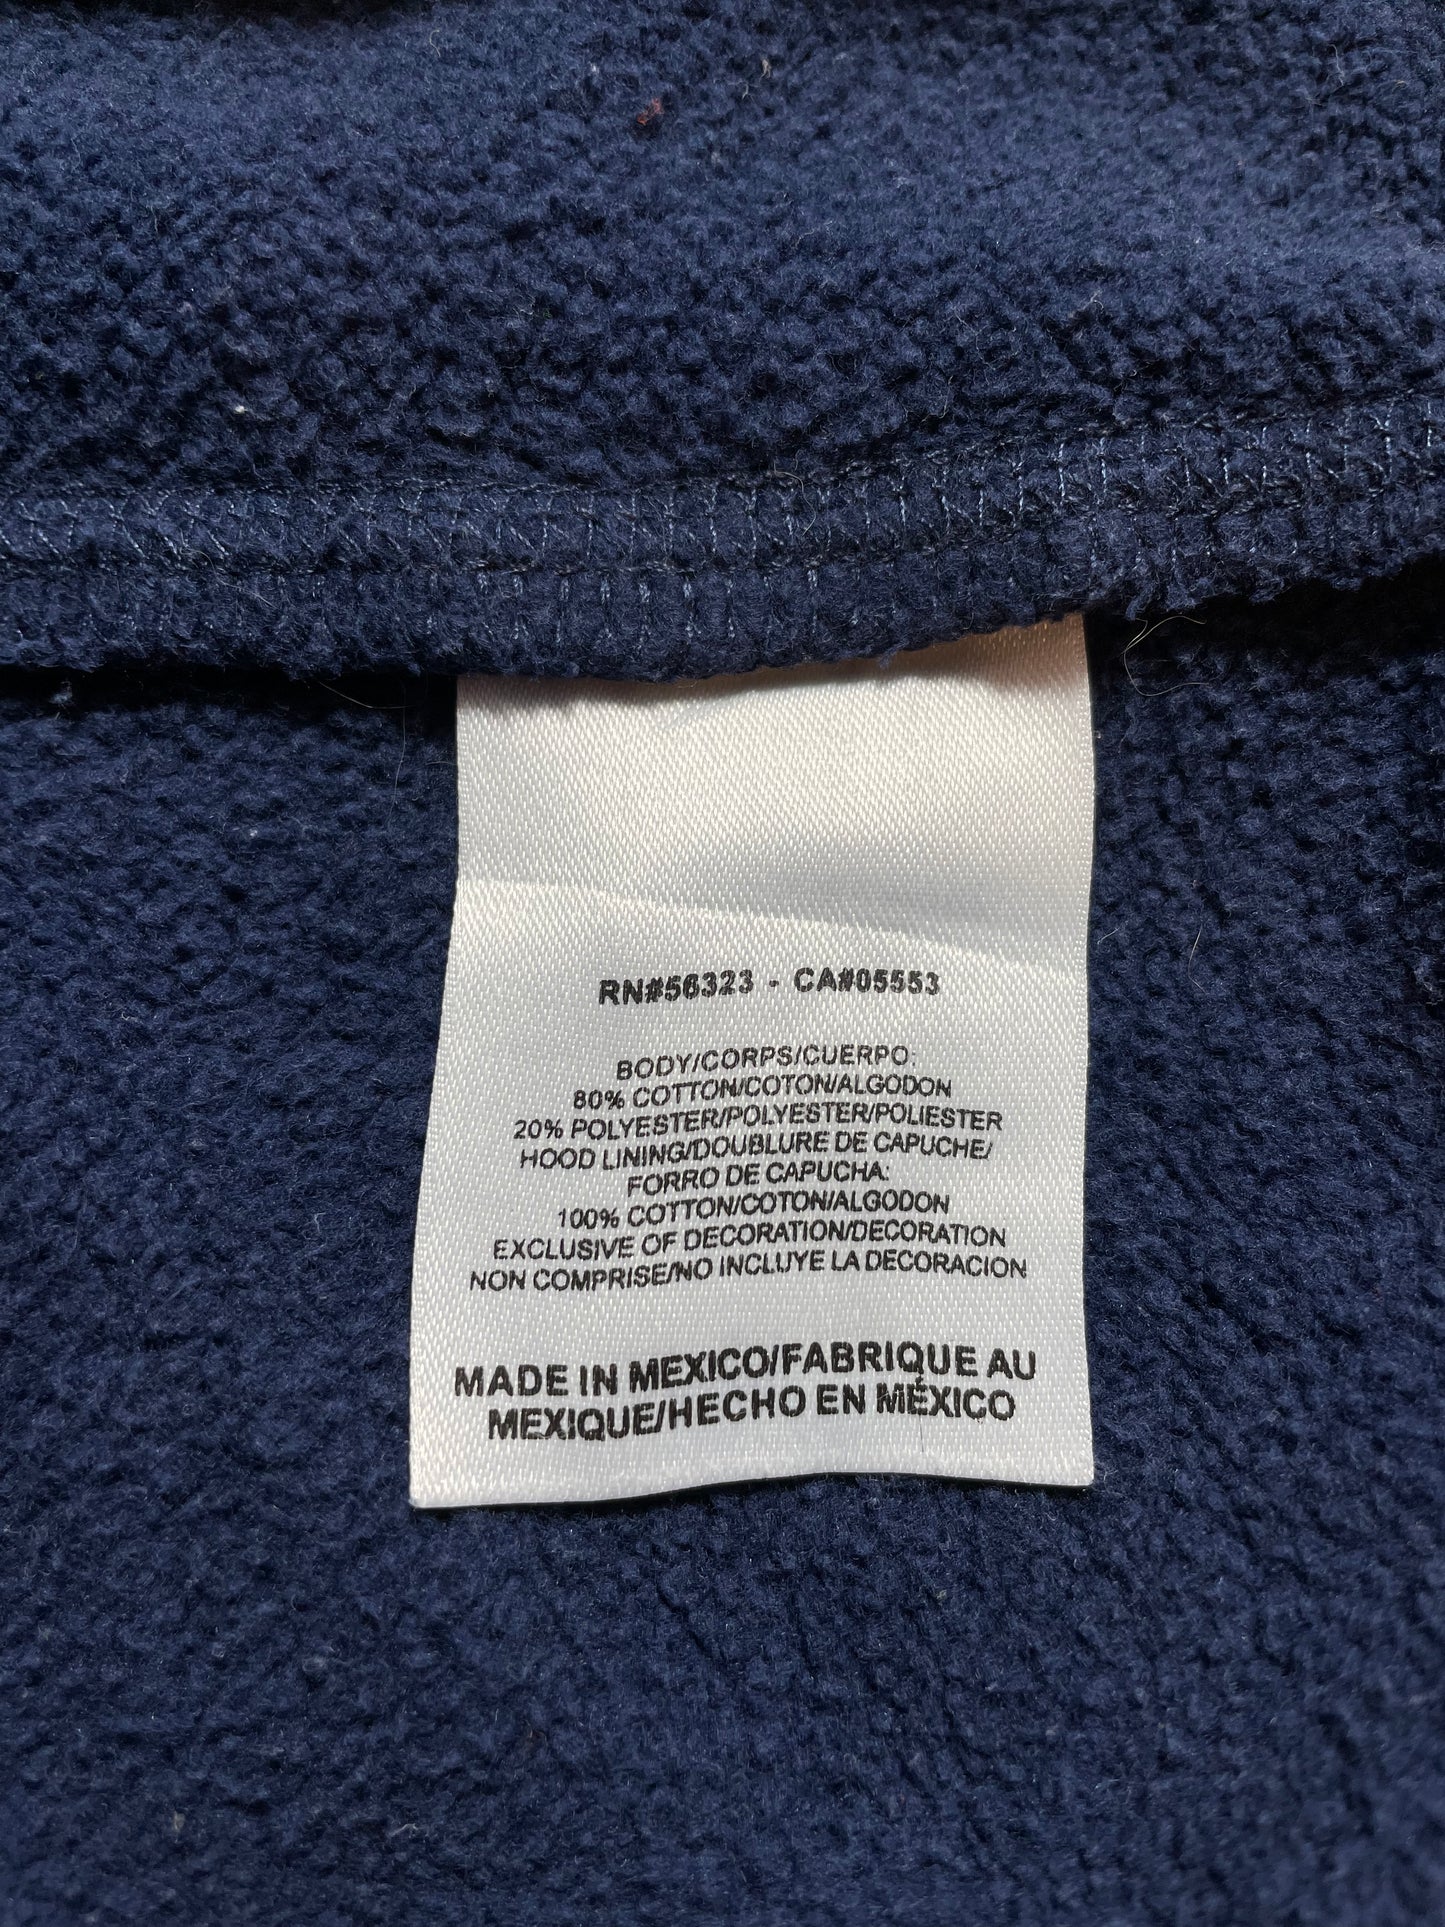 RN#56323 - CA#05553
BODY/CORPS/CUERPO:
80% COTTON/COTON/ALGODON
20% POLYESTER/POLYESTER/POLIESTER
HOOD LINING/DOUBLURE DE CAPUCHE/
FORRO DE CAPUCHA:
100% COTTON/COTON/ALGODON
EXCLUSIVE OF DECORATION/DECORATION
NON COMPRISE/NO INCLUYE LA DECORACION
MADE IN MEXICO/FABRIQUE AU
MEXIQUE/HECHO EN MÉXICO